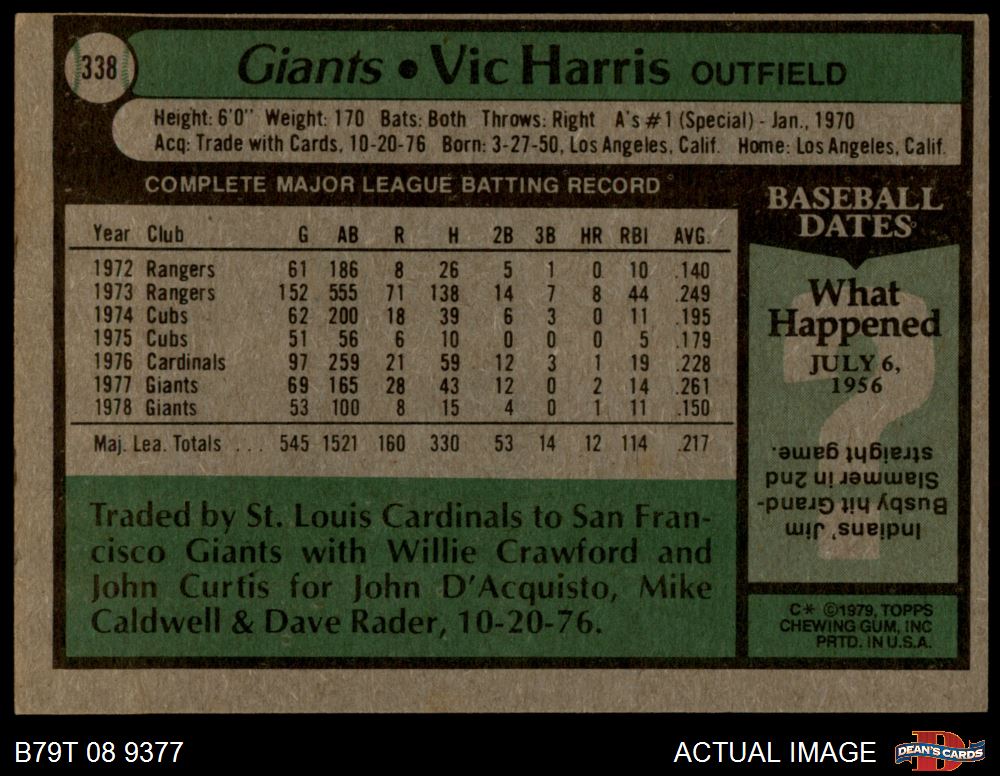 338
Giants • Vic Harris OUTFIELD
Height: 6'0" Weight: 170 Bats: Both Throws: Right A's #1 (Special) - Jan., 1970
Acq: Trade with Cards, 10-20-76 Born: 3-27-50, Los Angeles, Calif. Home: Los Angeles, Calif.
COMPLETE MAJOR LEAGUE BATTING RECORD
Year Club G AB R H 2B 3B HR RBI AVG.
1972 Rangers 61 186 8 26 5 1 0 10 .140
1973 Rangers 152 555 71 138 14 7 8 44 .249
1974 Cubs 62 200 18 39 6 3 0 11 .195
1975 Cubs 51 56 6 10 0 0 0 5 .179
1976 Cardinals 97 259 21 59 12 3 1 19 .228
1977 Giants 69 165 28 43 12 0 2 14 .261
1978 Giants 53 100 8 15 4 0 1 11 .150
Maj. Lea. Totals . . . 545 1521 160 330 53 14 12 114 .217
Traded by St. Louis Cardinals to San Fran-
cisco Giants with Willie Crawford and
John Curtis for John D'Acquisto, Mike
Caldwell & Dave Rader, 10-20-76.
BASEBALL
DATES
What
Happened
JULY 6,
1956
?
Indians' Jim
Busby hit Grand-
Slammer in 2nd
straight game.
C* ©1979, TOPPS
CHEWING GUM, INC
PRTD. IN U.S.A.
B79T 08 9377
ACTUAL IMAGE
D
DEAN'S CARDS